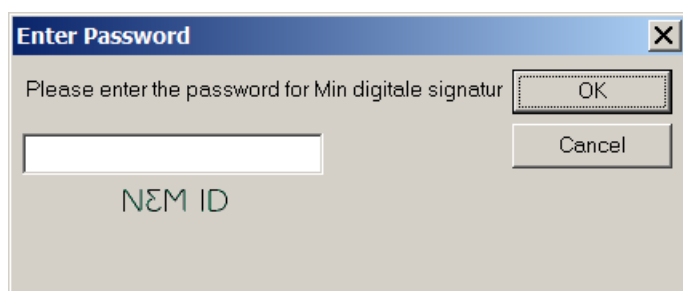 Enter Password
Please enter the password for Min digitale signatur
OK
Cancel
NEM ID